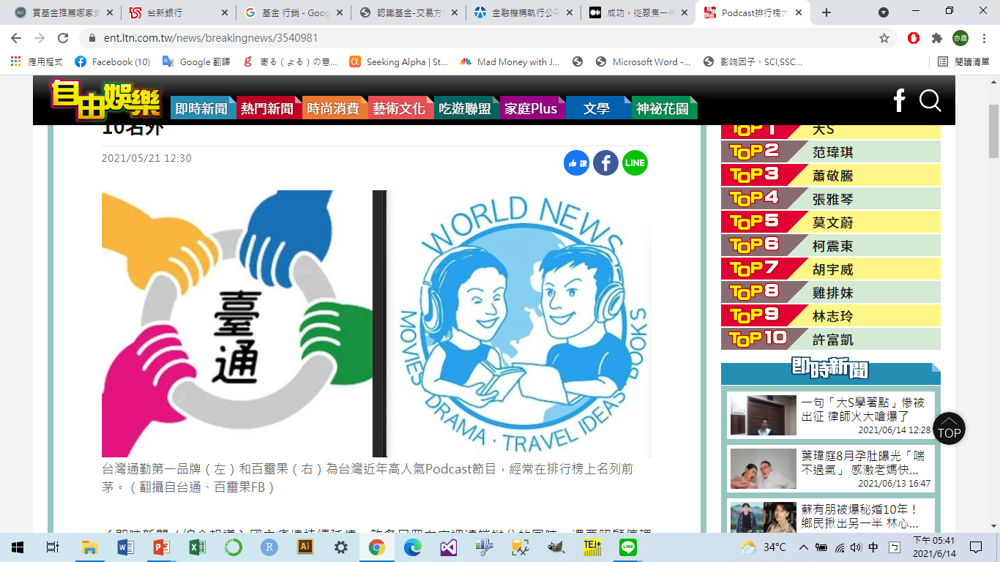 買基金推薦哪家銀
台新銀行
基金 行銷 - Goog
認識基金-交易方
金融機構執行公平
成功，從聚焦一件
Podcast排行榜大
ent.ltn.com.tw/news/breakingnews/3540981
亦農
應用程式
Facebook (10)
Google 翻譯
寄る（よる）の意...
Seeking Alpha | St...
Mad Money with J...
Microsoft Word -...
影响因子，SCI,SSC...
閱讀清單
自由娛樂
即時新聞
熱門新聞
時尚消費
藝術文化
吃遊聯盟
家庭Plus
文學
神祕花園
10名外
2021/05/21 12:30
LINE
臺通
WORLD NEWS
MOVIES
DRAMA · TRAVEL IDEAS
BOOKS
台灣通勤第一品牌（左）和百靈果（右）為台灣近年高人氣Podcast節目，經常在排行榜上名列前
茅。（翻攝自台通、百靈果FB）
TOP 1 大S
TOP 2 范瑋琪
TOP 3 蕭敬騰
TOP 4 張雅琴
TOP 5 莫文蔚
TOP 6 柯震東
TOP 7 胡宇威
TOP 8 雞排妹
TOP 9 林志玲
TOP 10 許富凱
即時新聞
一句「大S學著點」慘被
出征 律師火大嗆爆了
2021/06/14 12:28
葉瑋庭8月孕肚曝光「喘
不過氣」 感激老媽快...
2021/06/13 16:47
蘇有朋被爆秘婚10年！
鄉民揪出另一半 林心...
TOP
TEJ+
LINE
34°C
中
下午 05:41
2021/6/14